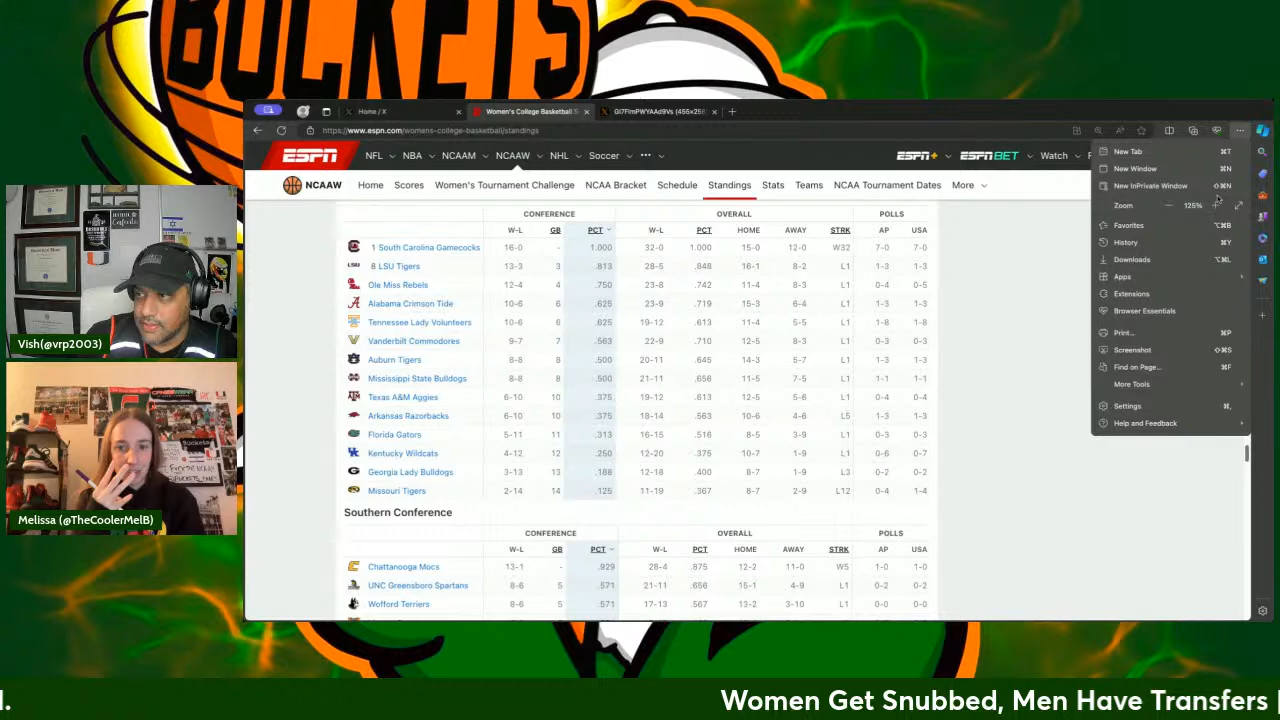 BUCKETS
Home / X
Women's College Basketball S
GI7FImPWYAAd9Vs (455×25
https://www.espn.com/womens-college-basketball/standings
ESPN
NFL NBA NCAAM NCAAW NHL Soccer ••• ESPN+ ESPN BET Watch
NCAAW Home Scores Women's Tournament Challenge NCAA Bracket Schedule Standings Stats Teams NCAA Tournament Dates More
CONFERENCE OVERALL POLLS
W-L GB PCT W-L PCT HOME AWAY STRK AP USA
1 South Carolina Gamecocks 16-0 - 1.000 32-0 1.000 15-0 12-0 W32 7-0 7-0
LSU 8 LSU Tigers 13-3 3 .813 28-5 .848 16-1 8-2 L1 1-3 1-3
Ole Miss Rebels 12-4 4 .750 23-8 .742 11-4 8-3 L1 0-4 0-5
Alabama Crimson Tide 10-6 6 .625 23-9 .719 15-3 6-4 L1 1-3 1-3
Tennessee Lady Volunteers 10-6 6 .625 19-12 .613 11-4 5-5 L1 1-8 1-8
Vanderbilt Commodores 9-7 7 .563 22-9 .710 12-5 8-3 L1 0-3 0-3
Auburn Tigers 8-8 8 .500 20-11 .645 14-3 5-7 L1 1-3 1-3
Mississippi State Bulldogs 8-8 8 .500 21-11 .656 11-5 7-5 L1 1-1 1-1
Texas A&M Aggies 6-10 10 .375 19-12 .613 12-5 5-6 L1 0-4 0-4
Arkansas Razorbacks 6-10 10 .375 18-14 .563 10-6 4-6 L5 1-3 1-3
Florida Gators 5-11 11 .313 16-15 .516 8-5 3-9 L1 0-3 0-3
Kentucky Wildcats 4-12 12 .250 12-20 .375 10-7 1-9 L1 0-8 0-7
Georgia Lady Bulldogs 3-13 13 .188 12-18 .400 8-7 1-9 L3 0-2 0-2
Missouri Tigers 2-14 14 .125 11-19 .367 8-7 2-9 L12 0-4 1-4
Southern Conference
CONFERENCE OVERALL POLLS
W-L GB PCT W-L PCT HOME AWAY STRK AP USA
Chattanooga Mocs 13-1 - .929 28-4 .875 12-2 11-0 W5 1-0 1-0
UNC Greensboro Spartans 8-6 5 .571 21-11 .656 15-1 4-9 L1 0-2 0-2
Wofford Terriers 8-6 5 .571 17-13 .567 13-2 3-10 L1 0-0 0-0
New Tab ⌘T
New Window ⌘N
New InPrivate Window ⇧⌘N
Zoom — 125% +
Favorites ⌥⌘B
History ⌘Y
Downloads ⌥⌘L
Apps
Extensions
Browser Essentials
Print... ⌘P
Screenshot ⇧⌘S
Find on Page... ⌘F
More Tools
Settings ⌘,
Help and Feedback
Vish(@vrp2003)
Buckets
Melissa (@TheCoolerMelB)
Women Get Snubbed, Men Have Transfers